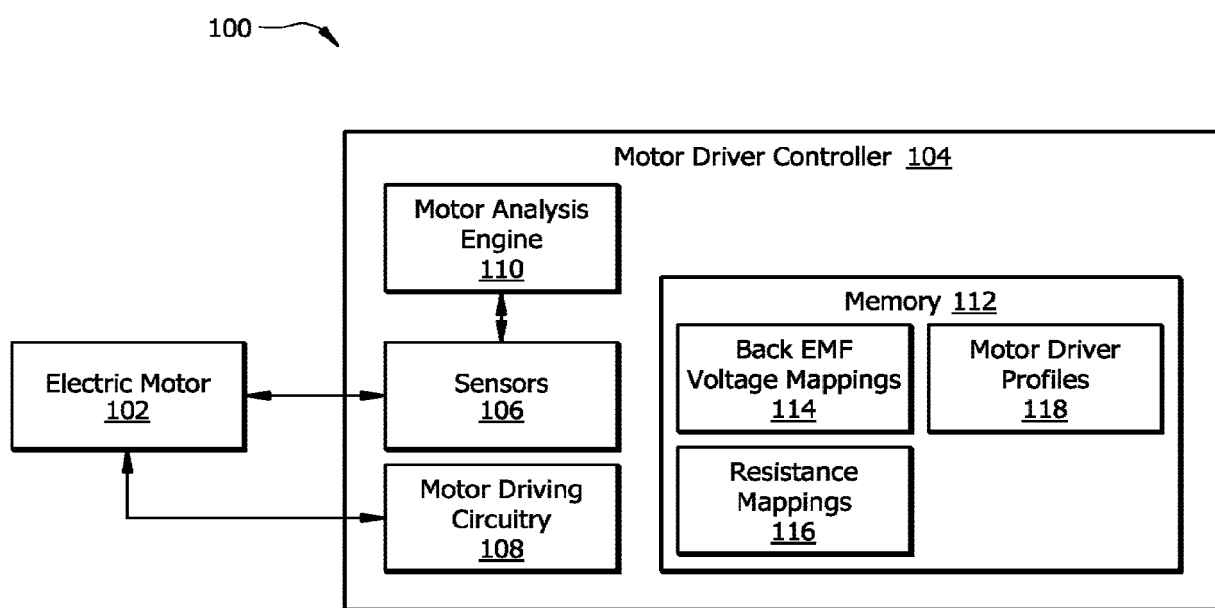 100
Motor Driver Controller 104
Motor Analysis
Engine
110
Memory 112
Electric Motor
102
Sensors
106
Back EMF
Voltage Mappings
114
Motor Driver
Profiles
118
Motor Driving
Circuitry
108
Resistance
Mappings
116